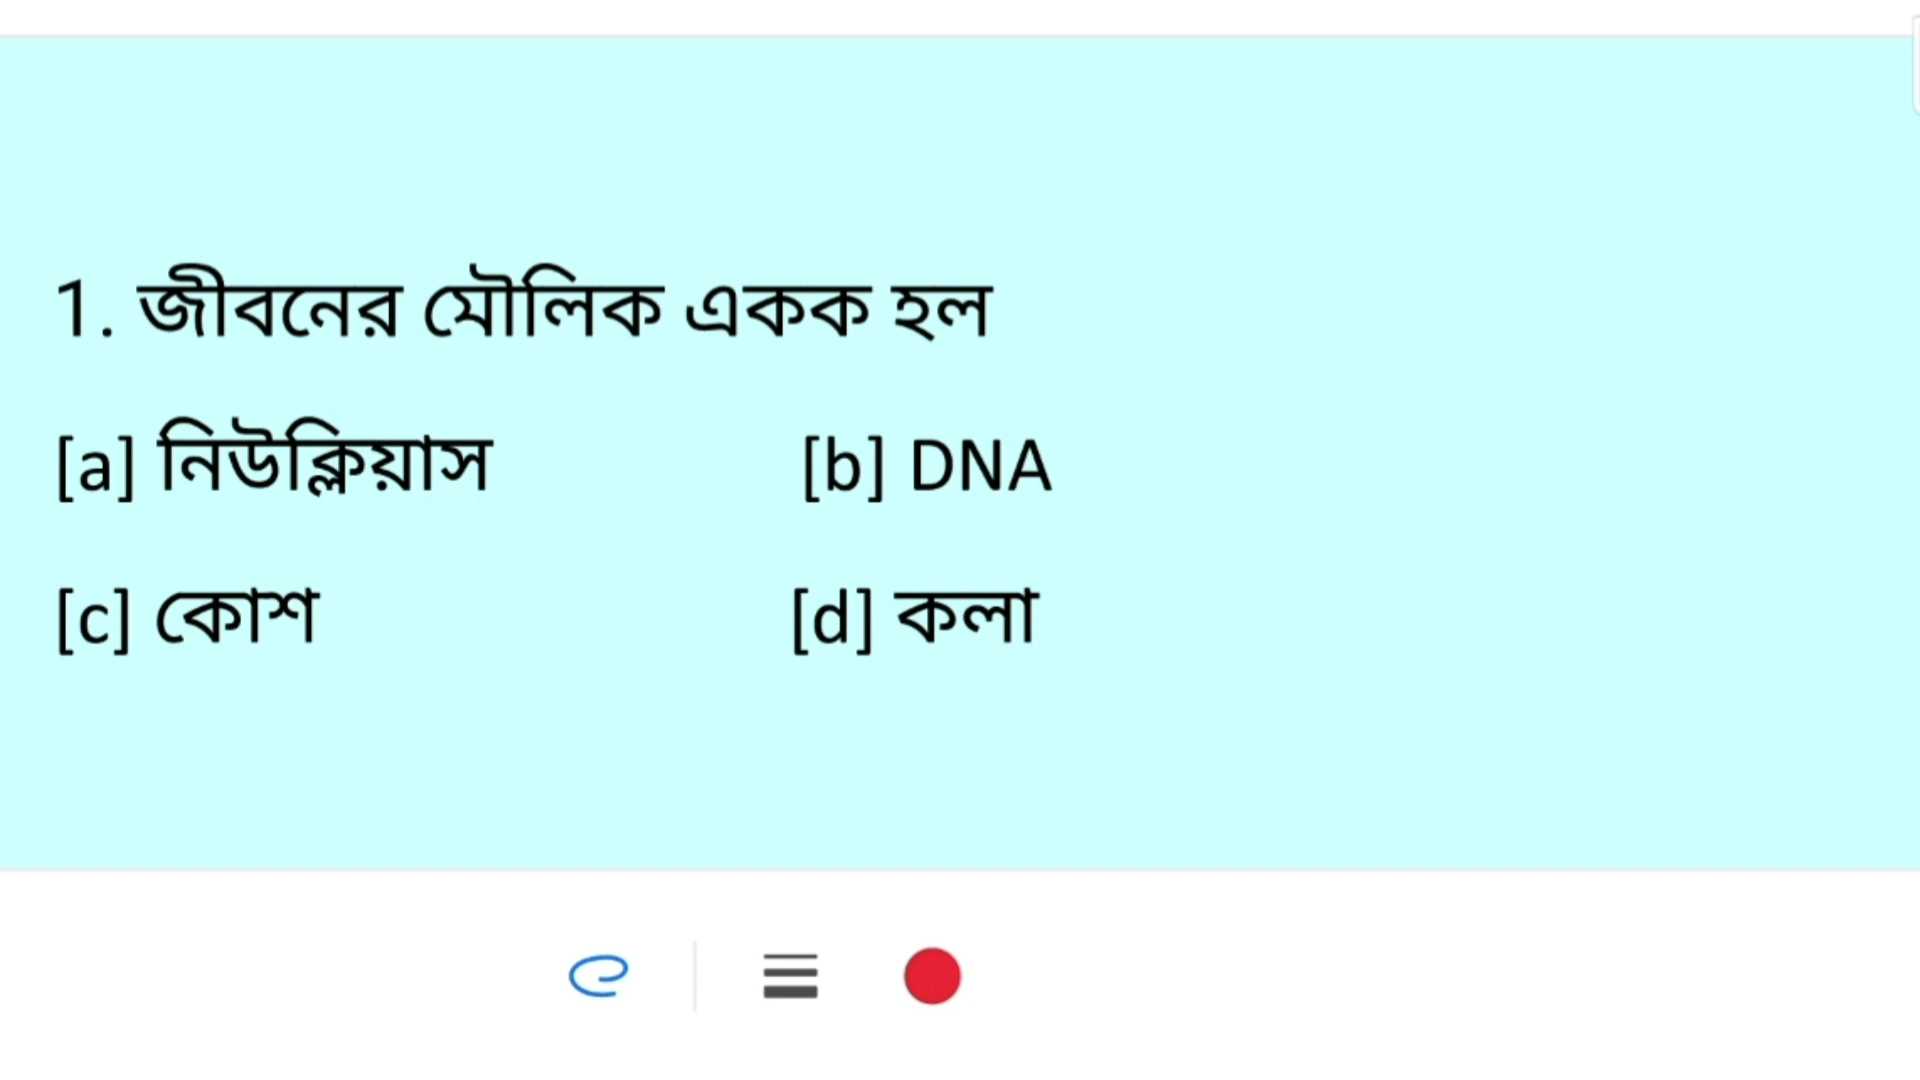 1. জীবনের মৌলিক একক হল
[a] নিউক্লিয়াস [b] DNA
[c] কোশ [d] কলা